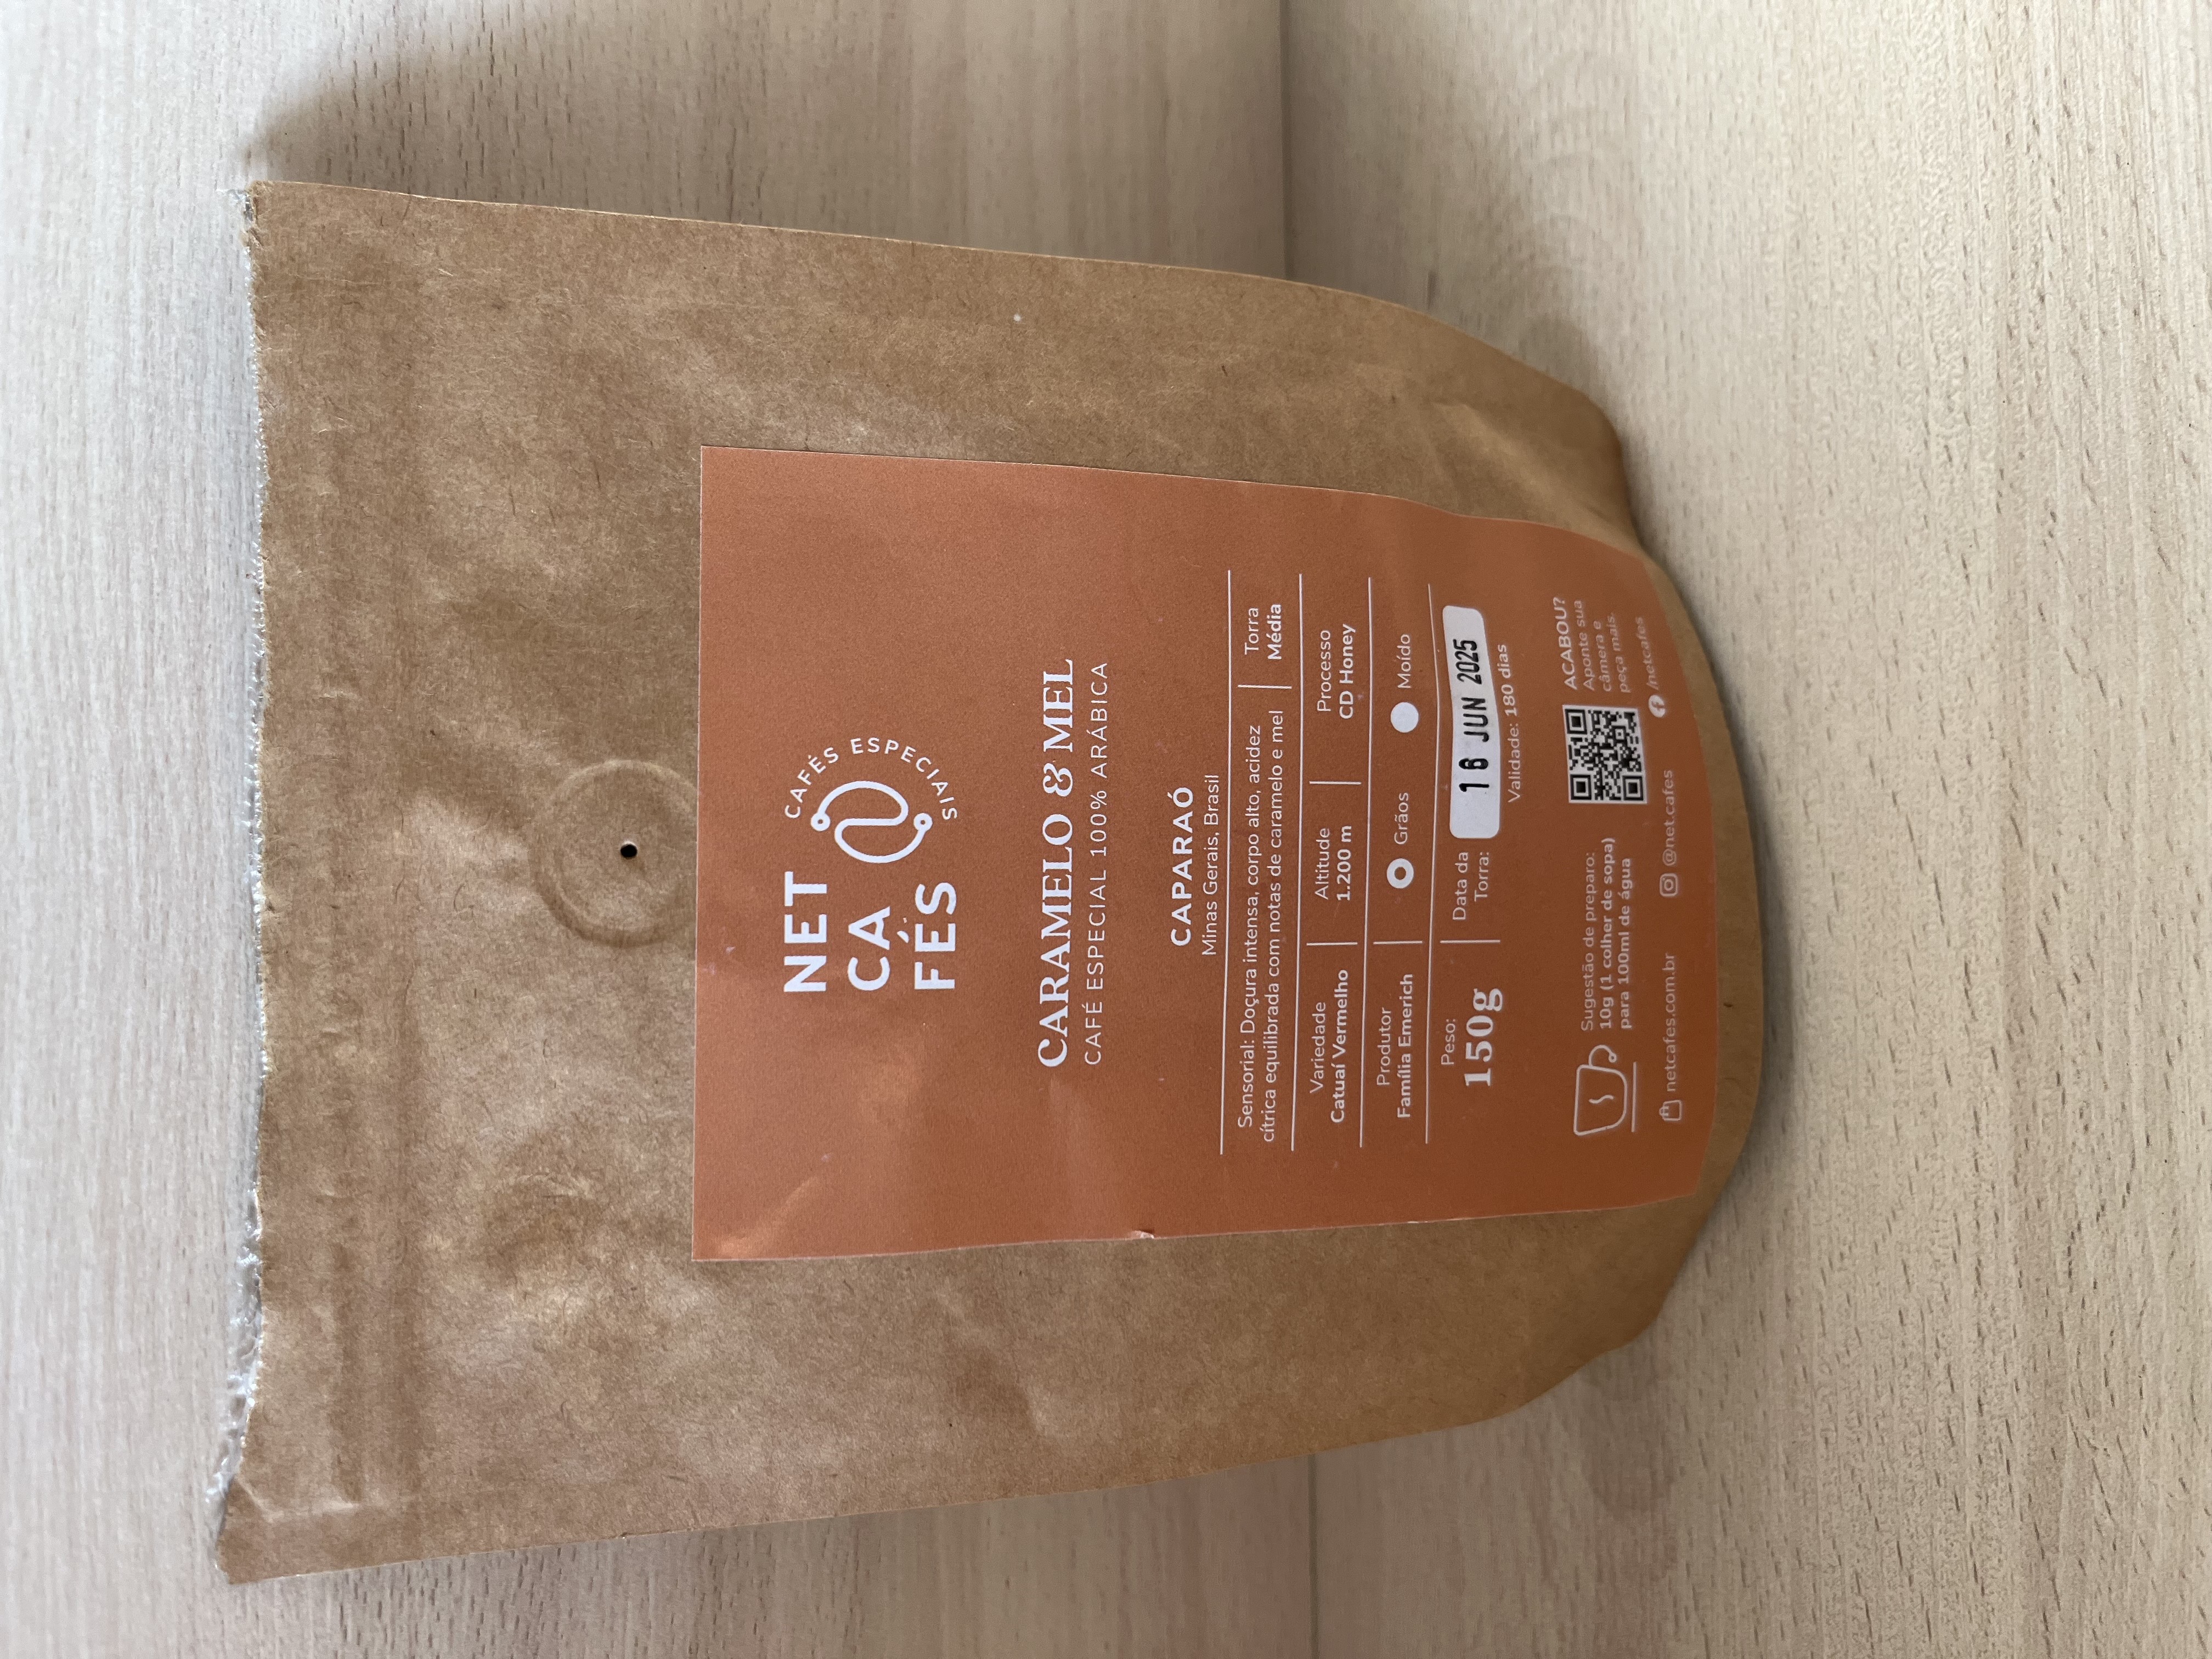 NET
CA
FÉS
CAFÉS ESPECIAIS
CARAMELO & MEL
CAFÉ ESPECIAL 100% ARÁBICA
CAPARAÓ
Minas Gerais, Brasil
Sensorial: Doçura intensa, corpo alto, acidez
cítrica equilibrada com notas de caramelo e mel
Torra
Média
Variedade
Catuaí Vermelho
Altitude
1.200 m
Processo
CD Honey
Produtor
Família Emerich
Grãos
Moído
Peso:
150g
Data da
Torra:
16 JUN 2025
Validade: 180 dias
Sugestão de preparo:
10g (1 colher de sopa)
para 100ml de água
ACABOU?
Aponte sua
câmera e
peça mais.
netcafes.com.br
@net.cafes
/netcafes